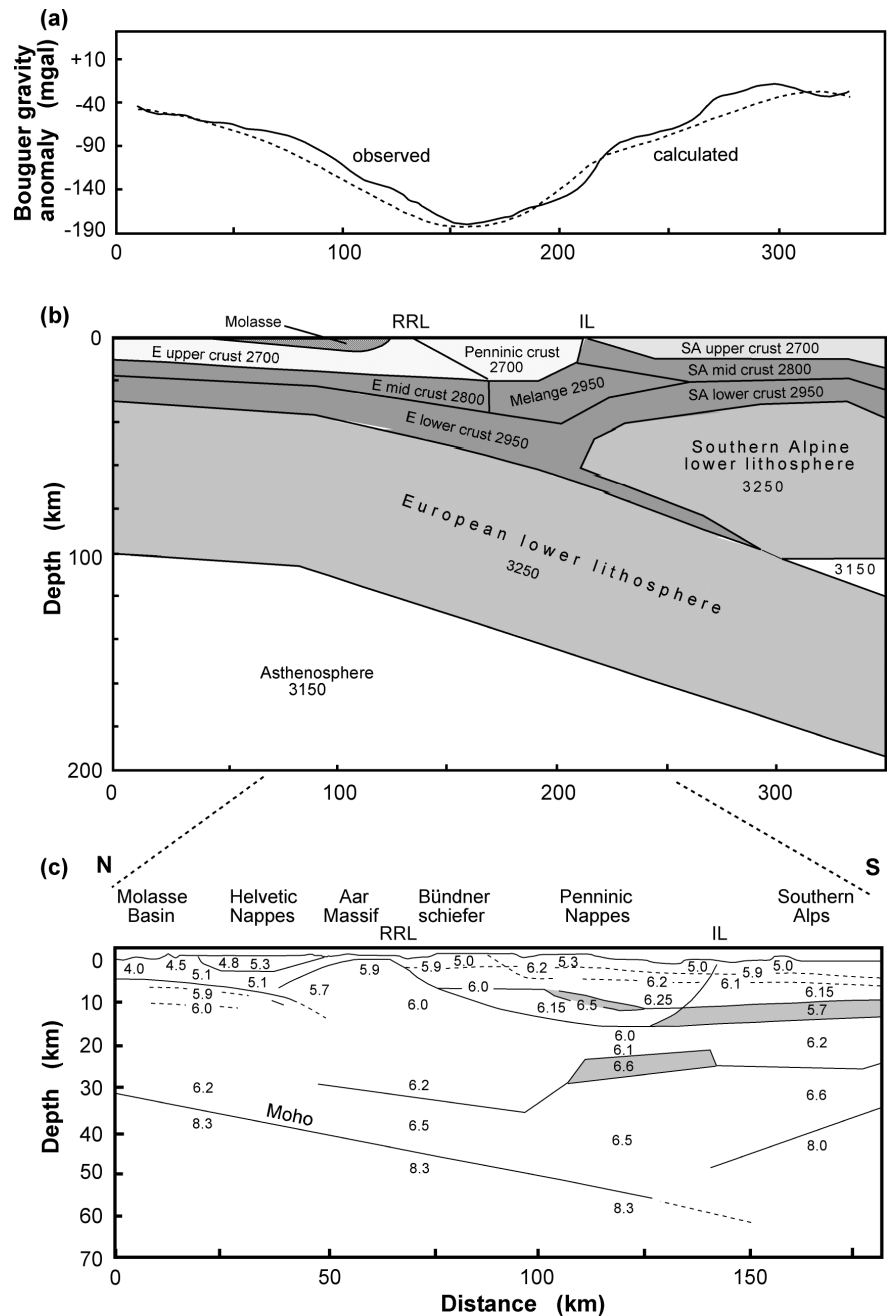 (a)
Bouguer gravity
anomaly (mgal)
+10
-40
-90
-140
-190
observed
calculated
0 100 200 300
(b)
RRL IL
Molasse
0
E upper crust 2700
Penninic crust
2700
SA upper crust 2700
SA mid crust 2800
E mid crust 2800
Melange 2950
SA lower crust 2950
E lower crust 2950
Southern Alpine
lower lithosphere
3250
European lower lithosphere
3250
Depth (km)
100
3150
Asthenosphere
3150
200
0 100 200 300
(c) N S
Molasse
Basin
Helvetic
Nappes
Aar
Massif
Bündner
schiefer
Penninic
Nappes
Southern
Alps
RRL IL
0
4.0 4.5 4.8 5.3 5.9 5.9 5.0 6.2 5.3 5.0 5.9 5.0
5.1 5.1 5.7 6.2 6.1
5.9 6.0 6.15 6.5 6.25 6.15
10
6.0 6.0 5.7
20
6.0
6.1 6.2
6.6
30
6.2 6.2 6.6
Moho
8.3 6.5 6.5 8.0
40
8.3
50
8.3
60
70
Depth (km)
0 50 100 150
Distance (km)